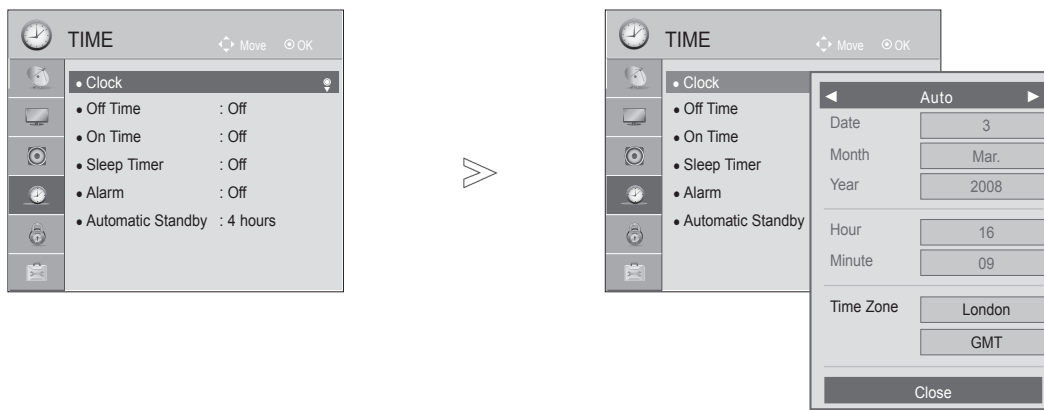 TIME Move OK
• Clock
• Off Time : Off
• On Time : Off
• Sleep Timer : Off
• Alarm : Off
• Automatic Standby : 4 hours
TIME Move OK
• Clock
• Off Time
• On Time
• Sleep Timer
• Alarm
• Automatic Standby
◄ Auto ►
Date 3
Month Mar.
Year 2008
Hour 16
Minute 09
Time Zone London
GMT
Close